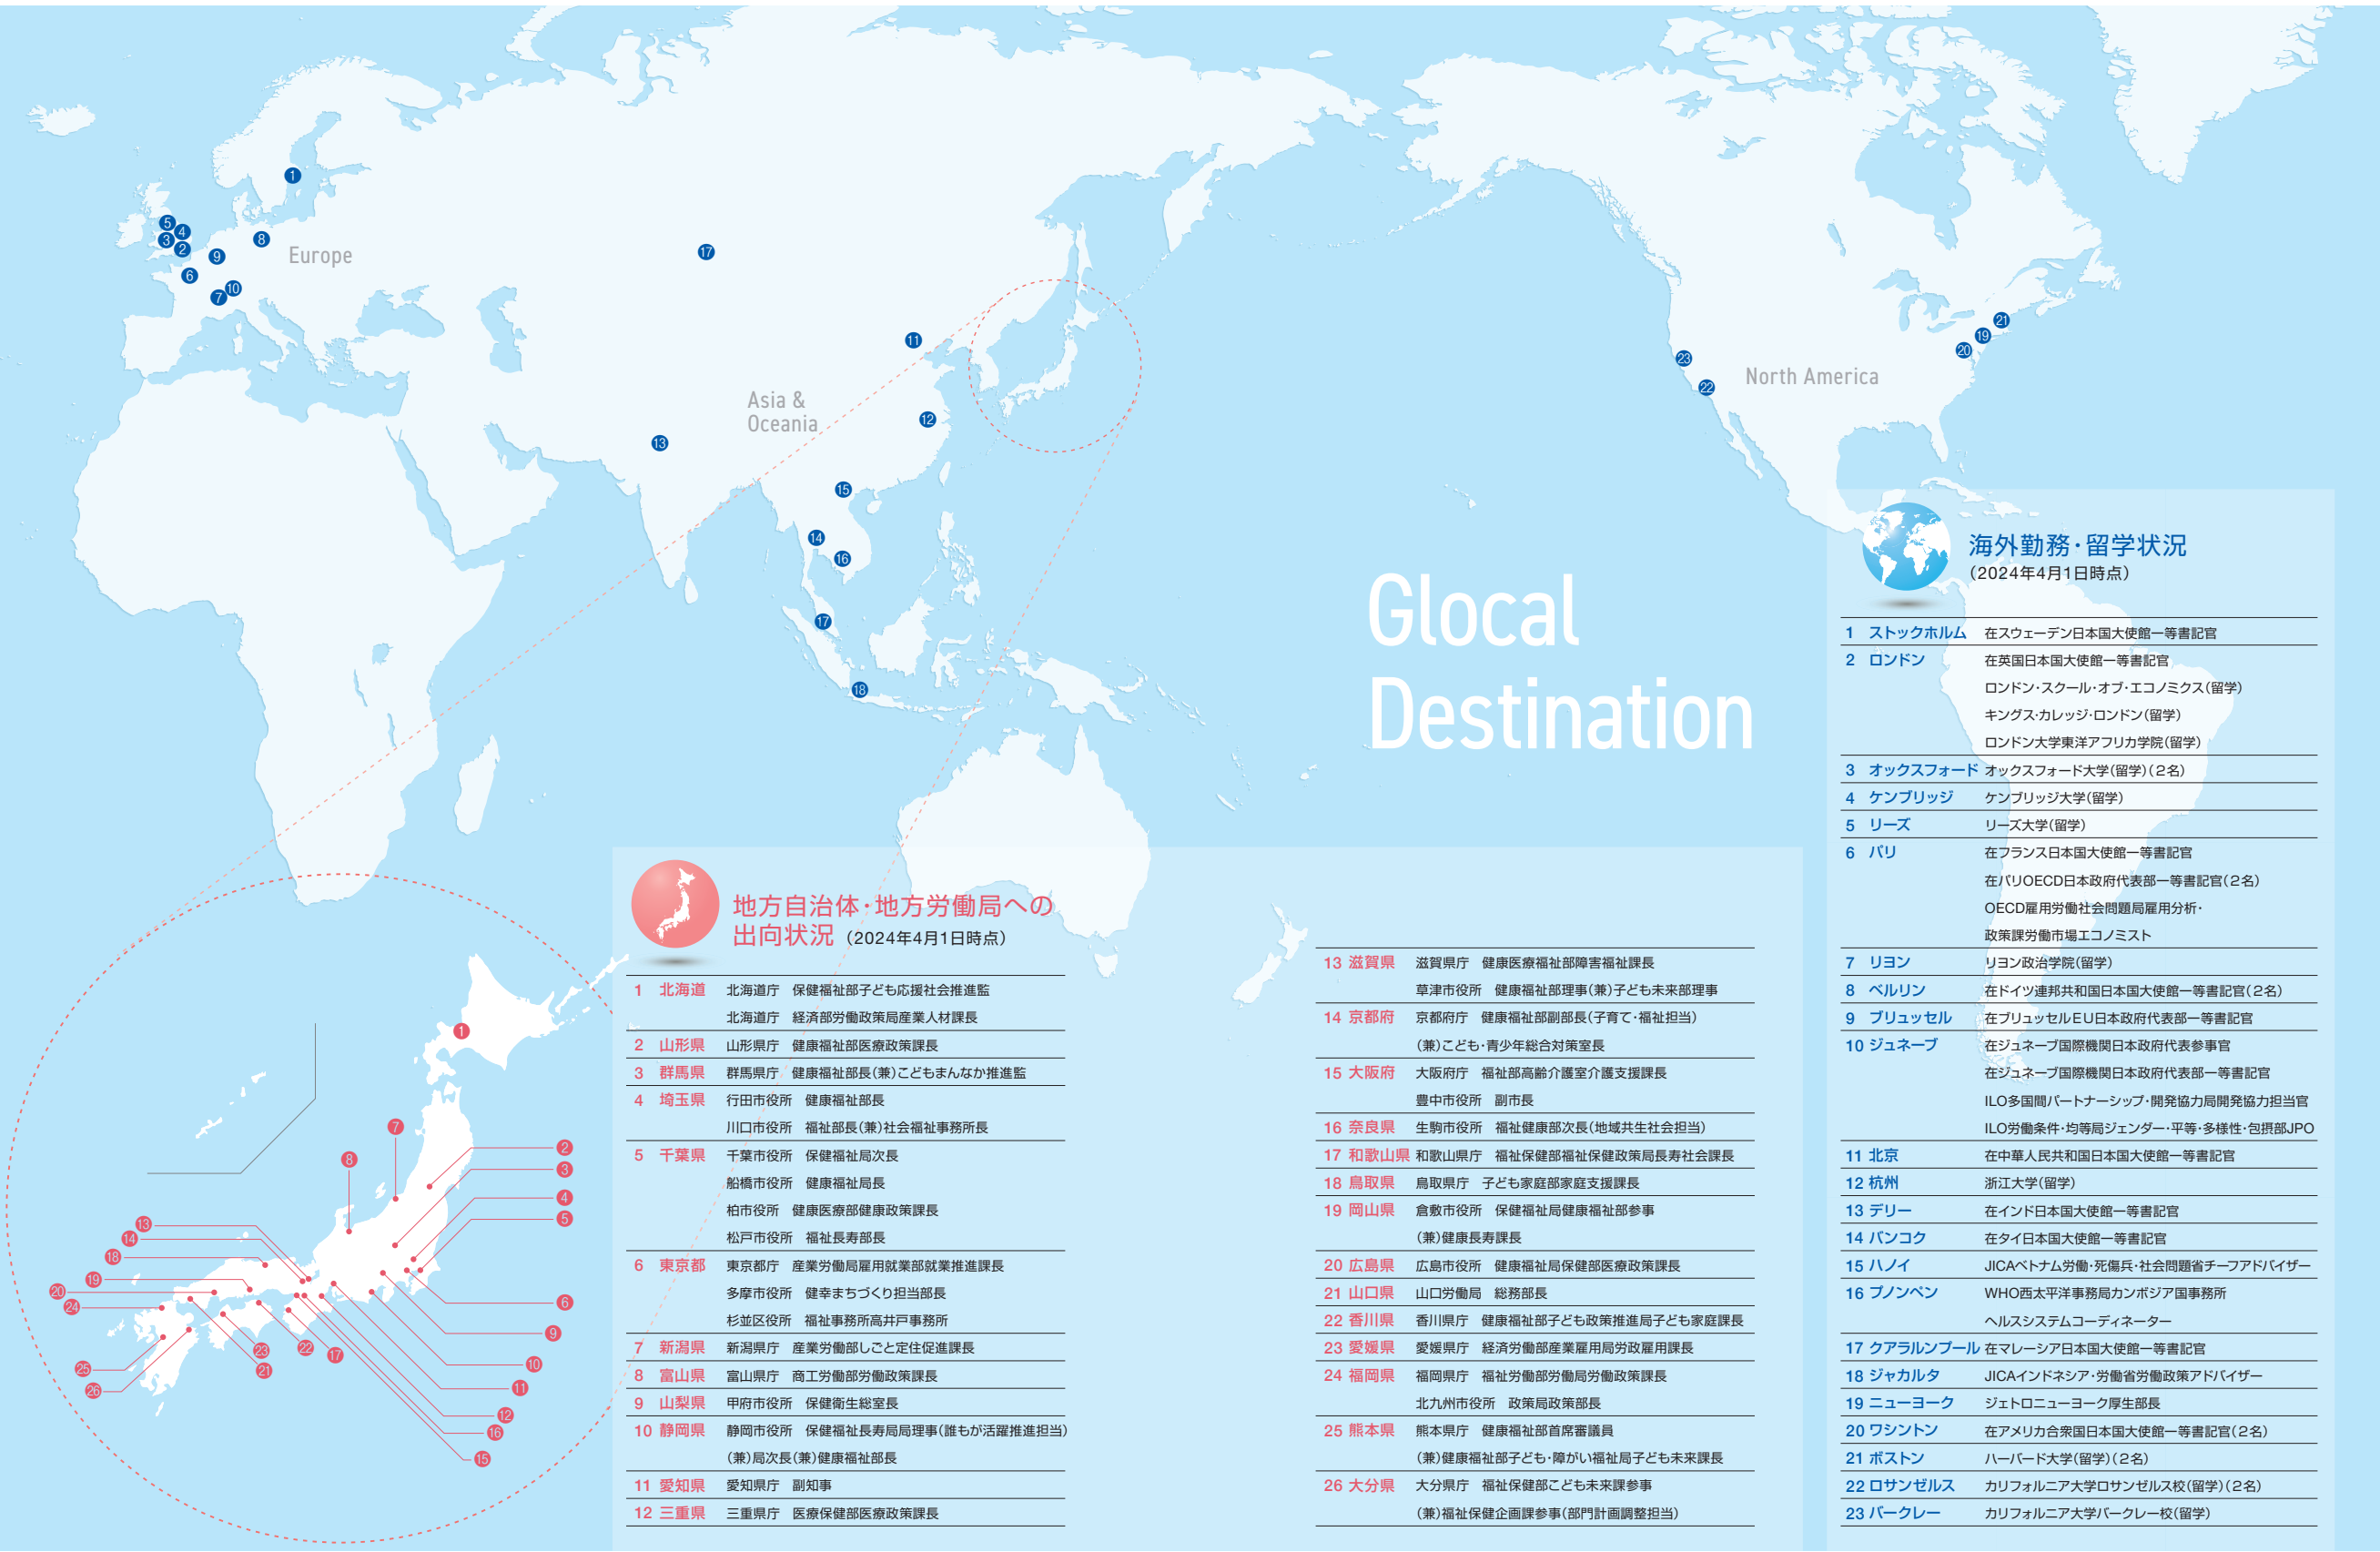 Europe
Asia &
Oceania
North America
Glocal
Destination
1
5
4
3
2
9
8
6
10
7
17
11
12
13
15
14
16
17
18
21
19
20
23
22
海外勤務・留学状況
（2024年4月1日時点）
1 ストックホルム 在スウェーデン日本国大使館一等書記官
2 ロンドン 在英国日本国大使館一等書記官
ロンドン・スクール・オブ・エコノミクス（留学）
キングス・カレッジ・ロンドン（留学）
ロンドン大学東洋アフリカ学院（留学）
3 オックスフォード オックスフォード大学（留学）（２名）
4 ケンブリッジ ケンブリッジ大学（留学）
5 リーズ リーズ大学（留学）
6 パリ 在フランス日本国大使館一等書記官
在パリOECD日本政府代表部一等書記官（２名）
OECD雇用労働社会問題局雇用分析・
政策課労働市場エコノミスト
7 リヨン リヨン政治学院（留学）
8 ベルリン 在ドイツ連邦共和国日本国大使館一等書記官（２名）
9 ブリュッセル 在ブリュッセルＥＵ日本政府代表部一等書記官
10 ジュネーブ 在ジュネーブ国際機関日本政府代表参事官
在ジュネーブ国際機関日本政府代表部一等書記官
ILO多国間パートナーシップ・開発協力局開発協力担当官
ILO労働条件・均等局ジェンダー・平等・多様性・包摂部JPO
11 北京 在中華人民共和国日本国大使館一等書記官
12 杭州 浙江大学（留学）
13 デリー 在インド日本国大使館一等書記官
14 バンコク 在タイ日本国大使館一等書記官
15 ハノイ JICAベトナム労働・死傷兵・社会問題省チーフアドバイザー
16 プノンペン WHO西太平洋事務局カンボジア国事務所
ヘルスシステムコーディネーター
17 クアラルンプール 在マレーシア日本国大使館一等書記官
18 ジャカルタ JICAインドネシア・労働省労働政策アドバイザー
19 ニューヨーク ジェトロニューヨーク厚生部長
20 ワシントン 在アメリカ合衆国日本国大使館一等書記官（２名）
21 ボストン ハーバード大学（留学）（２名）
22 ロサンゼルス カリフォルニア大学ロサンゼルス校（留学）（２名）
23 バークレー カリフォルニア大学バークレー校（留学）
地方自治体・地方労働局への
出向状況 （2024年4月1日時点）
1 北海道 北海道庁 保健福祉部子ども応援社会推進監
北海道庁 経済部労働政策局産業人材課長
2 山形県 山形県庁 健康福祉部医療政策課長
3 群馬県 群馬県庁 健康福祉部長（兼）こどもまんなか推進監
4 埼玉県 行田市役所 健康福祉部長
川口市役所 福祉部長（兼）社会福祉事務所長
5 千葉県 千葉市役所 保健福祉局次長
船橋市役所 健康福祉局長
柏市役所 健康医療部健康政策課長
松戸市役所 福祉長寿部長
6 東京都 東京都庁 産業労働局雇用就業部就業推進課長
多摩市役所 健幸まちづくり担当部長
杉並区役所 福祉事務所高井戸事務所
7 新潟県 新潟県庁 産業労働部しごと定住促進課長
8 富山県 富山県庁 商工労働部労働政策課長
9 山梨県 甲府市役所 保健衛生総室長
10 静岡県 静岡市役所 保健福祉長寿局局理事（誰もが活躍推進担当）
（兼）局次長（兼）健康福祉部長
11 愛知県 愛知県庁 副知事
12 三重県 三重県庁 医療保健部医療政策課長
13 滋賀県 滋賀県庁 健康医療福祉部障害福祉課長
草津市役所 健康福祉部理事（兼）子ども未来部理事
14 京都府 京都府庁 健康福祉部副部長（子育て・福祉担当）
（兼）こども・青少年総合対策室長
15 大阪府 大阪府庁 福祉部高齢介護室介護支援課長
豊中市役所 副市長
16 奈良県 生駒市役所 福祉健康部次長（地域共生社会担当）
17 和歌山県 和歌山県庁 福祉保健部福祉保健政策局長寿社会課長
18 鳥取県 鳥取県庁 子ども家庭部家庭支援課長
19 岡山県 倉敷市役所 保健福祉局健康福祉部参事
（兼）健康長寿課長
20 広島県 広島市役所 健康福祉局保健部医療政策課長
21 山口県 山口労働局 総務部長
22 香川県 香川県庁 健康福祉部子ども政策推進局子ども家庭課長
23 愛媛県 愛媛県庁 経済労働部産業雇用局労政雇用課長
24 福岡県 福岡県庁 福祉労働部労働局労働政策課長
北九州市役所 政策局政策部長
25 熊本県 熊本県庁 健康福祉部首席審議員
（兼）健康福祉部子ども・障がい福祉局子ども未来課長
26 大分県 大分県庁 福祉保健部こども未来課参事
（兼）福祉保健企画課参事（部門計画調整担当）
1
7
2
8
3
4
5
13
14
18
19
20
24
6
9
23
22
17
10
25
21
11
26
12
16
15